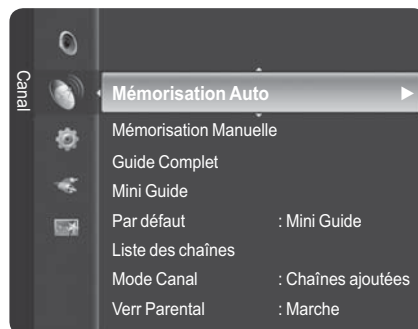 Canal
Mémorisation Auto
Mémorisation Manuelle
Guide Complet
Mini Guide
Par défaut : Mini Guide
Liste des chaînes
Mode Canal : Chaînes ajoutées
Verr Parental : Marche